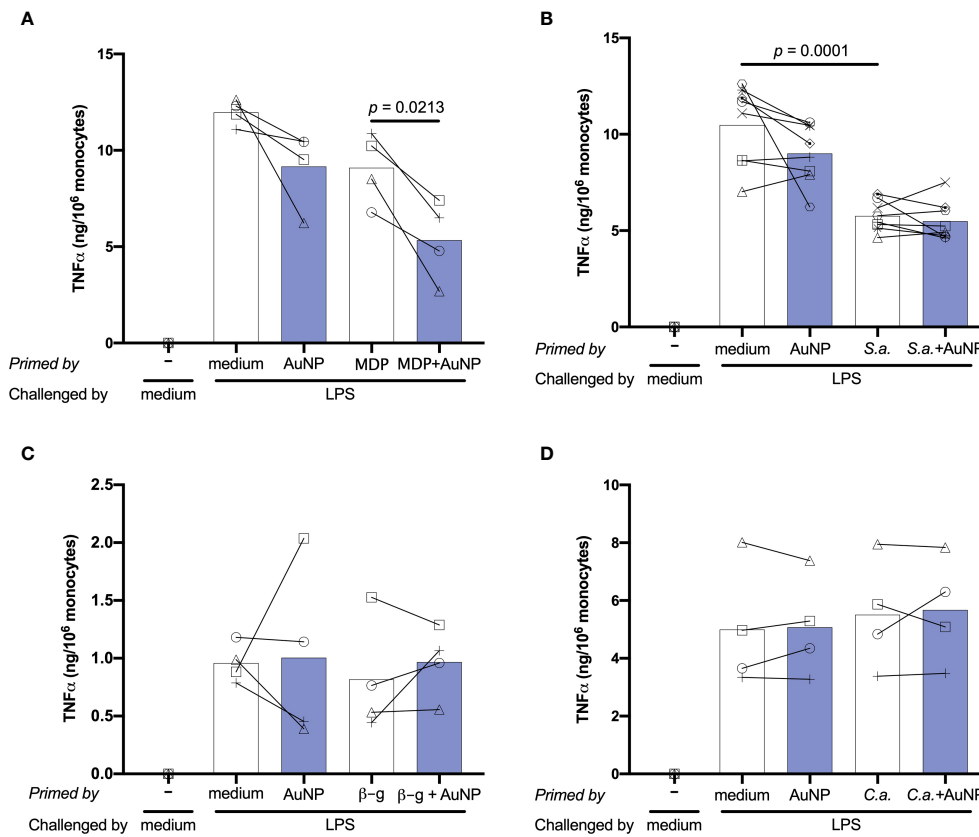 A
TNFα (ng/10⁶ monocytes)
15
10
5
0
p = 0.0213
Primed by – medium AuNP MDP MDP+AuNP
Challenged by medium LPS
B
TNFα (ng/10⁶ monocytes)
15
10
5
0
p = 0.0001
Primed by – medium AuNP S.a. S.a.+AuNP
Challenged by medium LPS
C
TNFα (ng/10⁶ monocytes)
2.5
2.0
1.5
1.0
0.5
0.0
Primed by – medium AuNP β–g β–g + AuNP
Challenged by medium LPS
D
TNFα (ng/10⁶ monocytes)
10
8
6
4
2
0
Primed by – medium AuNP C.a. C.a.+AuNP
Challenged by medium LPS